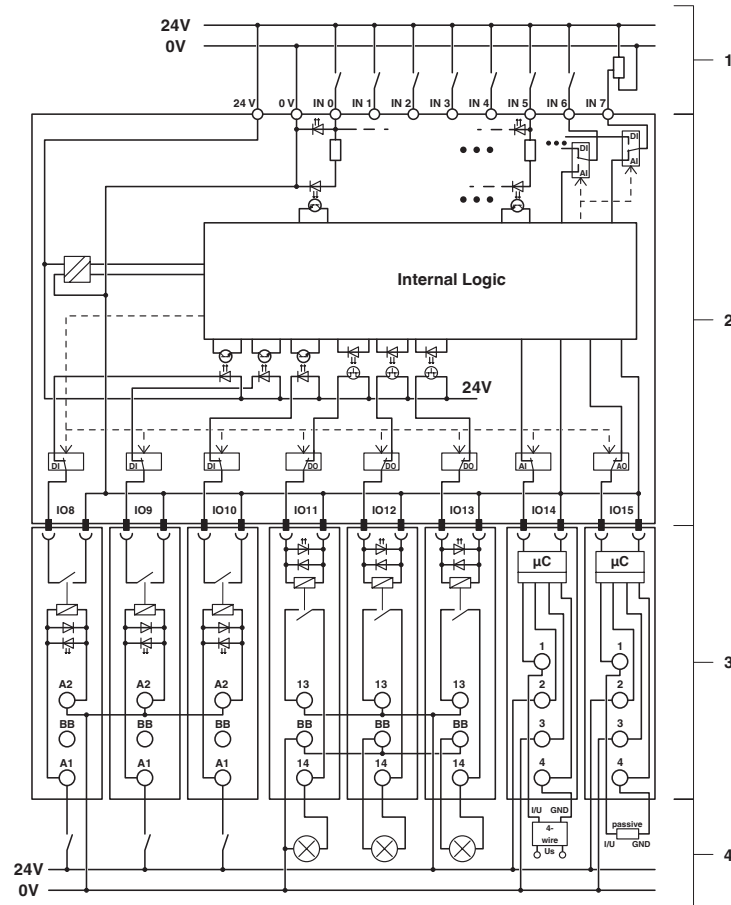 24V
0V
1
24 V 0 V IN 0 IN 1 IN 2 IN 3 IN 4 IN 5 IN 6 IN 7
DI
DI
AI
AI
Internal Logic
2
24V
DI DI DI DO DO DO AI AO
IO8 IO9 IO10 IO11 IO12 IO13 IO14 IO15
µC µC
1 1
3
A2 A2 A2 13 13 13 2 2
BB BB BB BB BB BB 3 3
A1 A1 A1 14 14 14 4 4
I/U GND
passive
4-
wire
I/U GND
Us
4
24V
0V